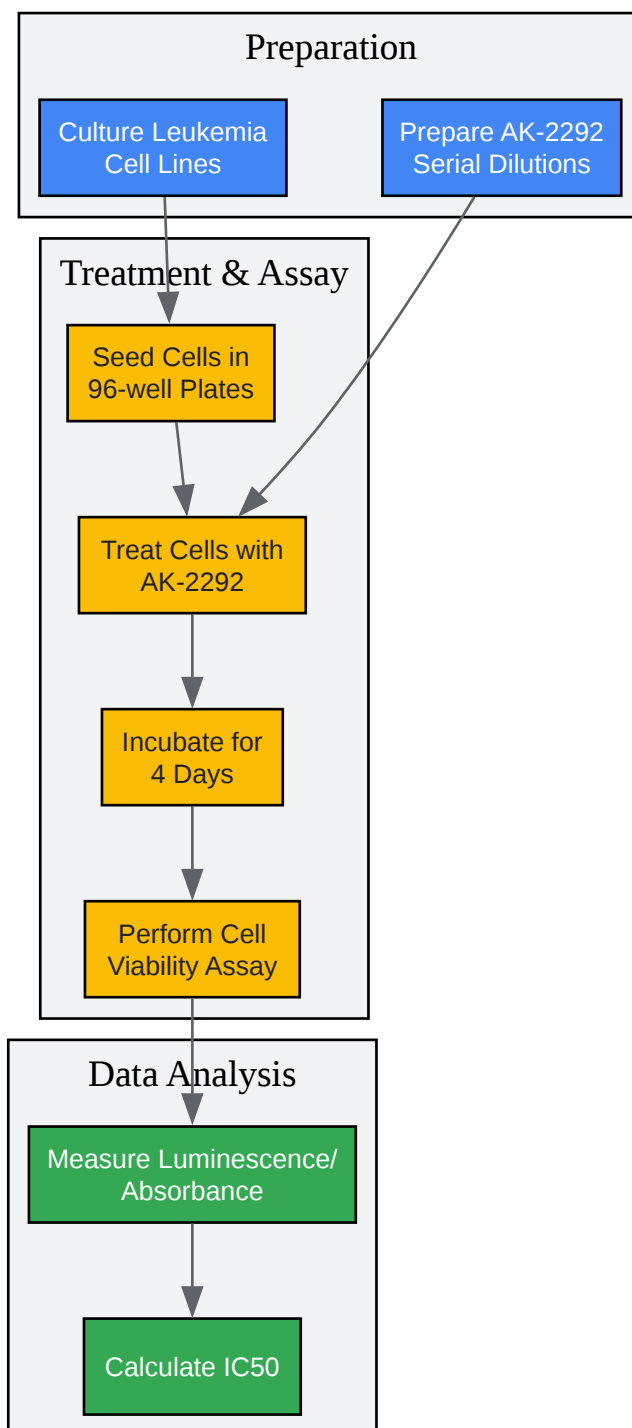 Preparation
Culture Leukemia
Cell Lines
Prepare AK-2292
Serial Dilutions
Treatment & Assay
Seed Cells in
96-well Plates
Treat Cells with
AK-2292
Incubate for
4 Days
Perform Cell
Viability Assay
Data Analysis
Measure Luminescence/
Absorbance
Calculate IC50